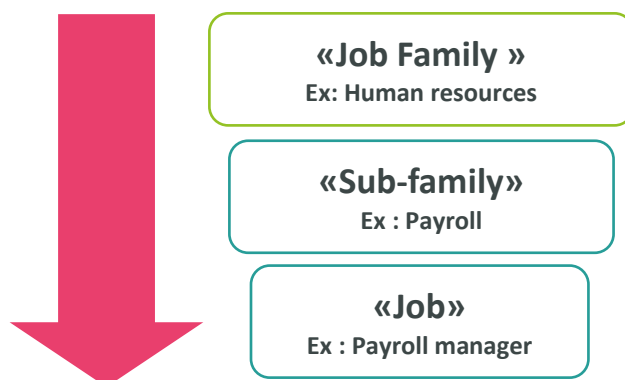 «Job Family »
Ex: Human resources
«Sub-family»
Ex : Payroll
«Job»
Ex : Payroll manager